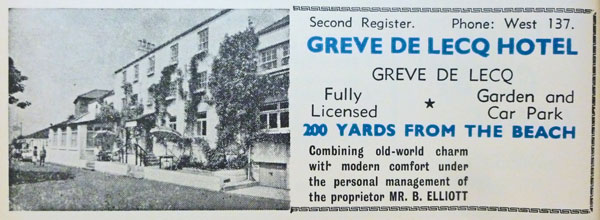 Second Register. Phone: West 137.
GREVE DE LECQ HOTEL
GREVE DE LECQ
Fully Licensed ★ Garden and Car Park
200 YARDS FROM THE BEACH
Combining old-world charm
with modern comfort under
the personal management of
the proprietor MR. B. ELLIOTT